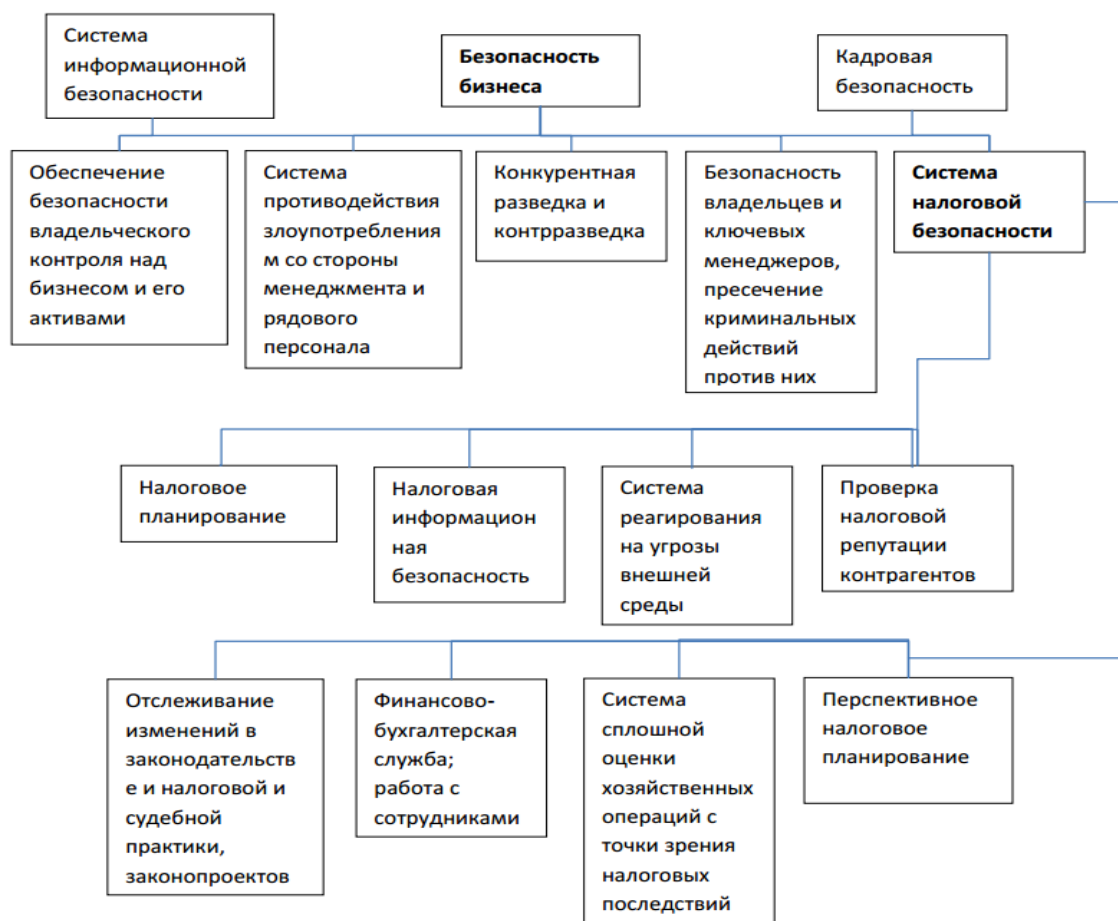 Система
информационной
безопасности
Безопасность
бизнеса
Кадровая
безопасность
Обеспечение
безопасности
владельческого
контроля над
бизнесом и его
активами
Система
противодействия
злоупотребления
м со стороны
менеджмента и
рядового
персонала
Конкурентная
разведка и
контрразведка
Безопасность
владельцев и
ключевых
менеджеров,
пресечение
криминальных
действий
против них
Система
налоговой
безопасности
Налоговое
планирование
Налоговая
информацион
ная
безопасность
Система
реагирования
на угрозы
внешней
среды
Проверка
налоговой
репутации
контрагентов
Отслеживание
изменений в
законодательств
е и налоговой и
судебной
практики,
законопроектов
Финансово-
бухгалтерская
служба;
работа с
сотрудниками
Система
сплошной
оценки
хозяйственных
операций с
точки зрения
налоговых
последствий
Перспективное
налоговое
планирование